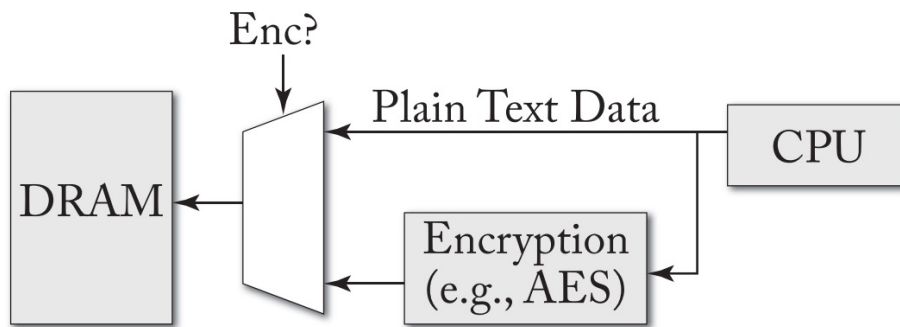 Enc?
Plain Text Data
CPU
DRAM
Encryption
(e.g., AES)